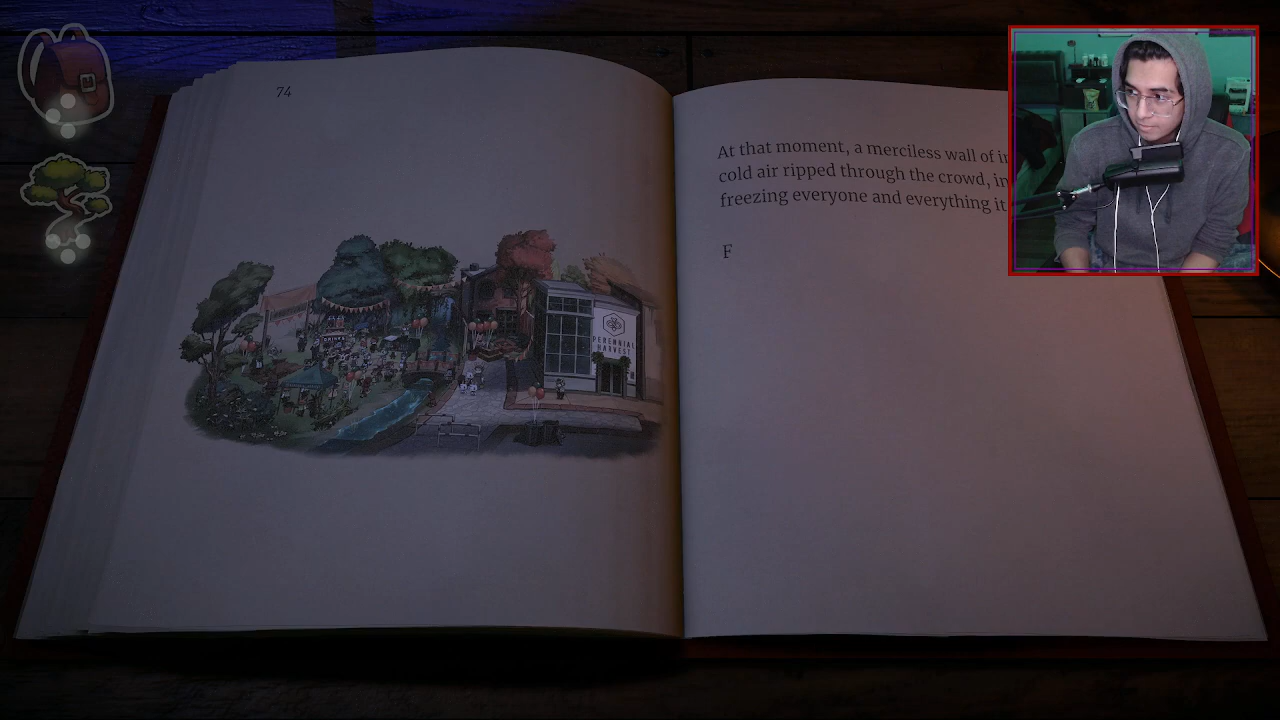 74
DRINKS
PERENNIAL
HARVEST
At that moment, a merciless wall of
cold air ripped through the crowd,
freezing everyone and everything it
F